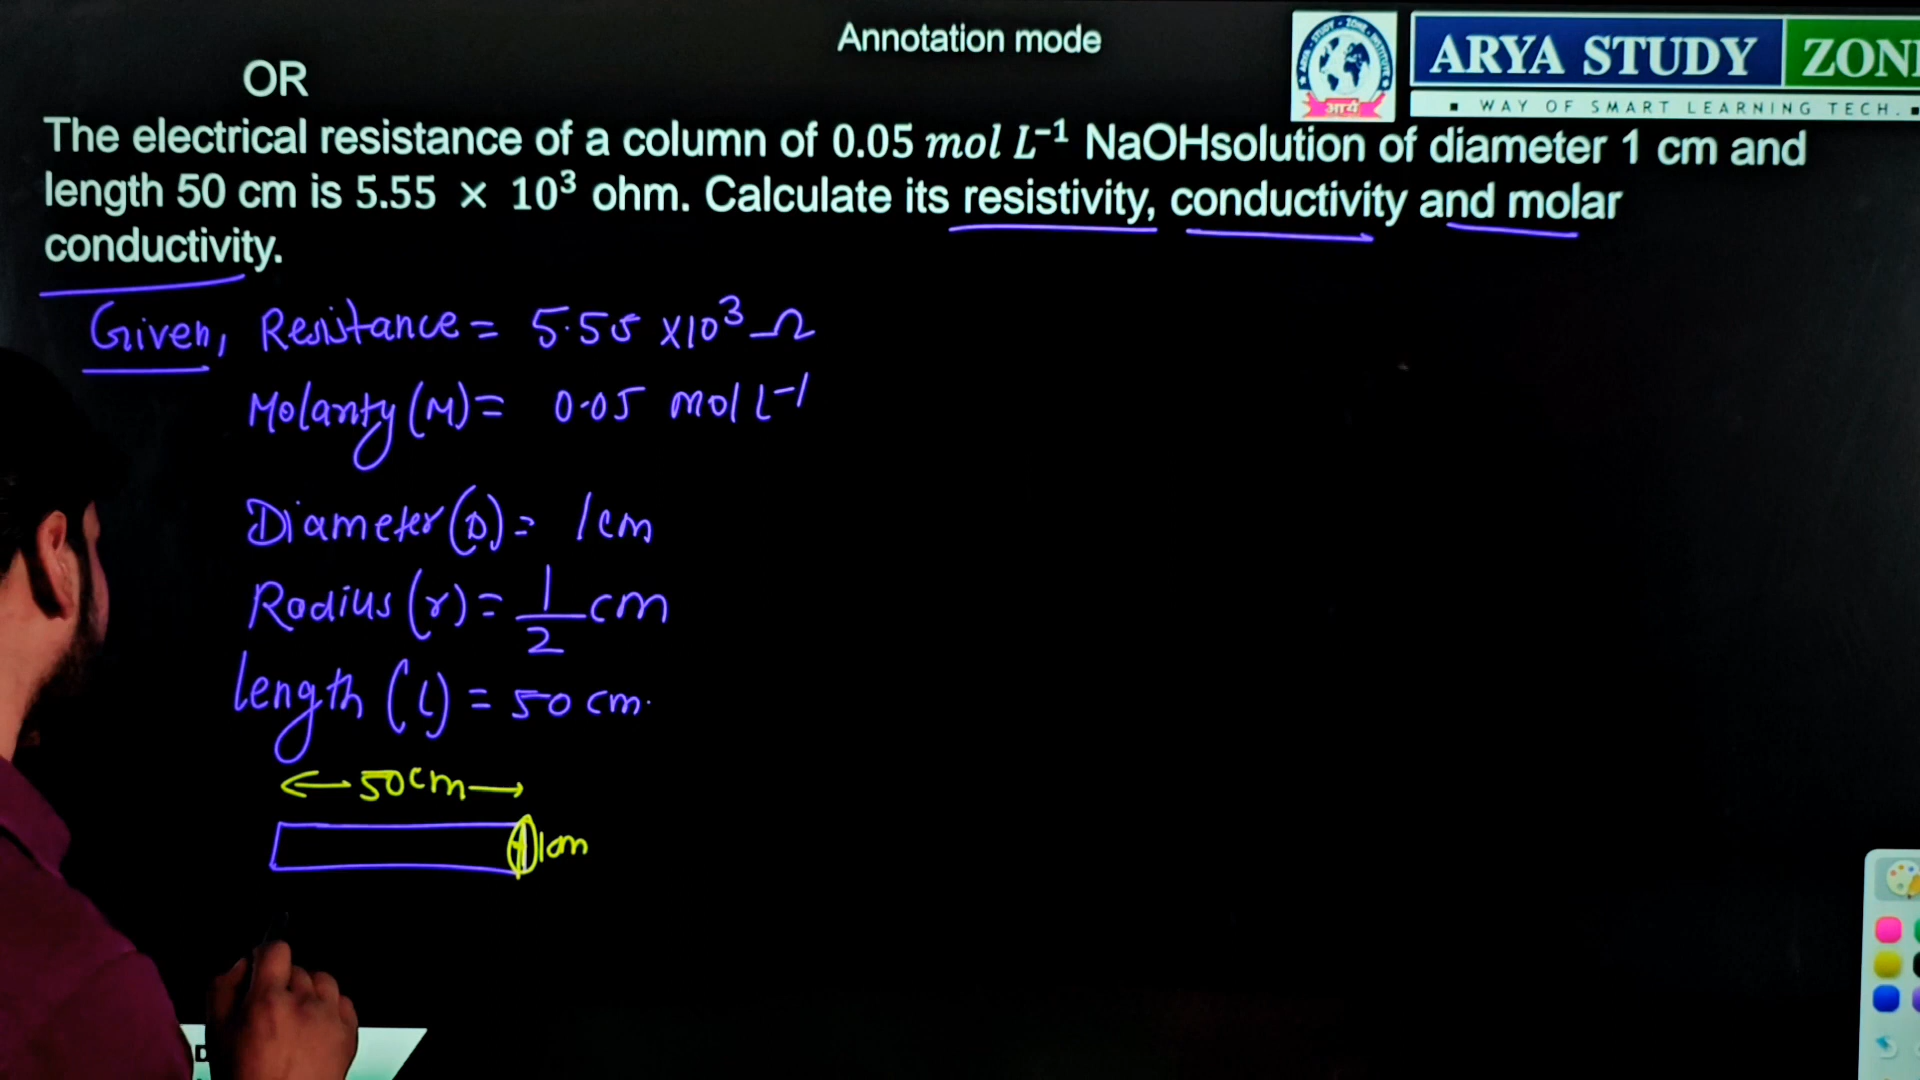 Annotation mode
ARYA STUDY ZON
▪ WAY OF SMART LEARNING TECH. ▪
आर्य
OR
The electrical resistance of a column of 0.05 mol L⁻¹ NaOHsolution of diameter 1 cm and
length 50 cm is 5.55 × 10³ ohm. Calculate its resistivity, conductivity and molar
conductivity.
Given, Resistance = 5.55 ×10³ Ω
Molarity (M) = 0.05 mol L⁻¹
Diameter (D) = 1cm
Radius (r) = 1/2 cm
length (l) = 50 cm.
50cm
1cm